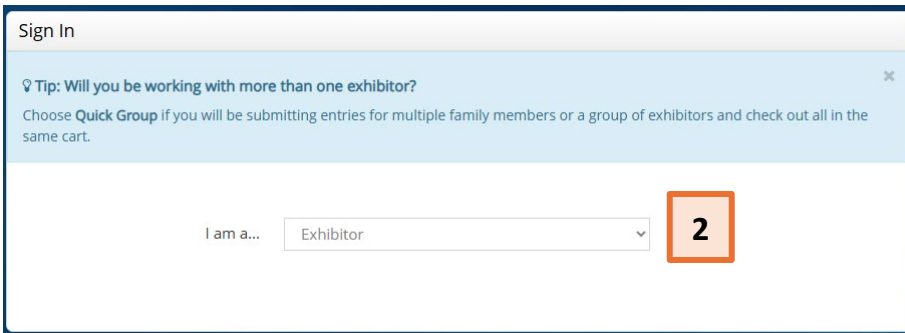 Sign In
Tip: Will you be working with more than one exhibitor?
Choose Quick Group if you will be submitting entries for multiple family members or a group of exhibitors and check out all in the
same cart.
I am a... Exhibitor 2